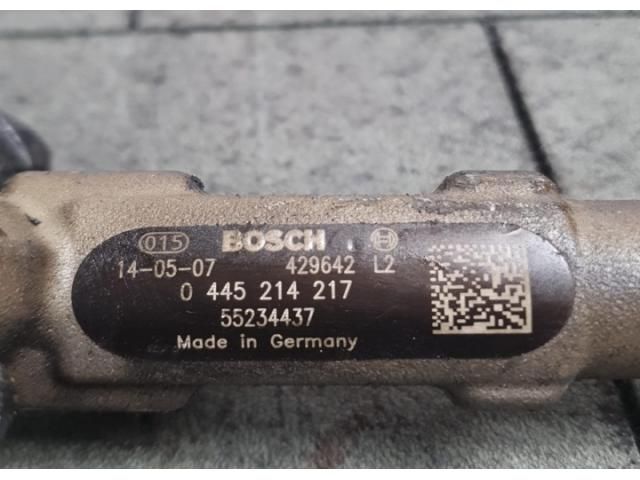 015 BOSCH
14-05-07 429642 L2
0 445 214 217
55234437
Made in Germany